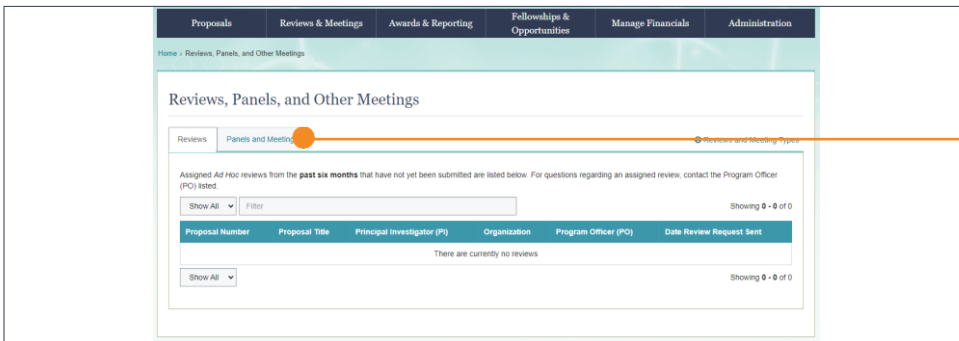 Proposals Reviews & Meetings Awards & Reporting Fellowships & Opportunities Manage Financials Administration
Home › Reviews, Panels, and Other Meetings
Reviews, Panels, and Other Meetings
Reviews Panels and Meeting Reviews and Meeting Types
Assigned Ad Hoc reviews from the past six months that have not yet been submitted are listed below. For questions regarding an assigned review, contact the Program Officer
(PO) listed.
Show All Filter Showing 0 - 0 of 0
Proposal Number Proposal Title Principal Investigator (PI) Organization Program Officer (PO) Date Review Request Sent
There are currently no reviews
Show All Showing 0 - 0 of 0